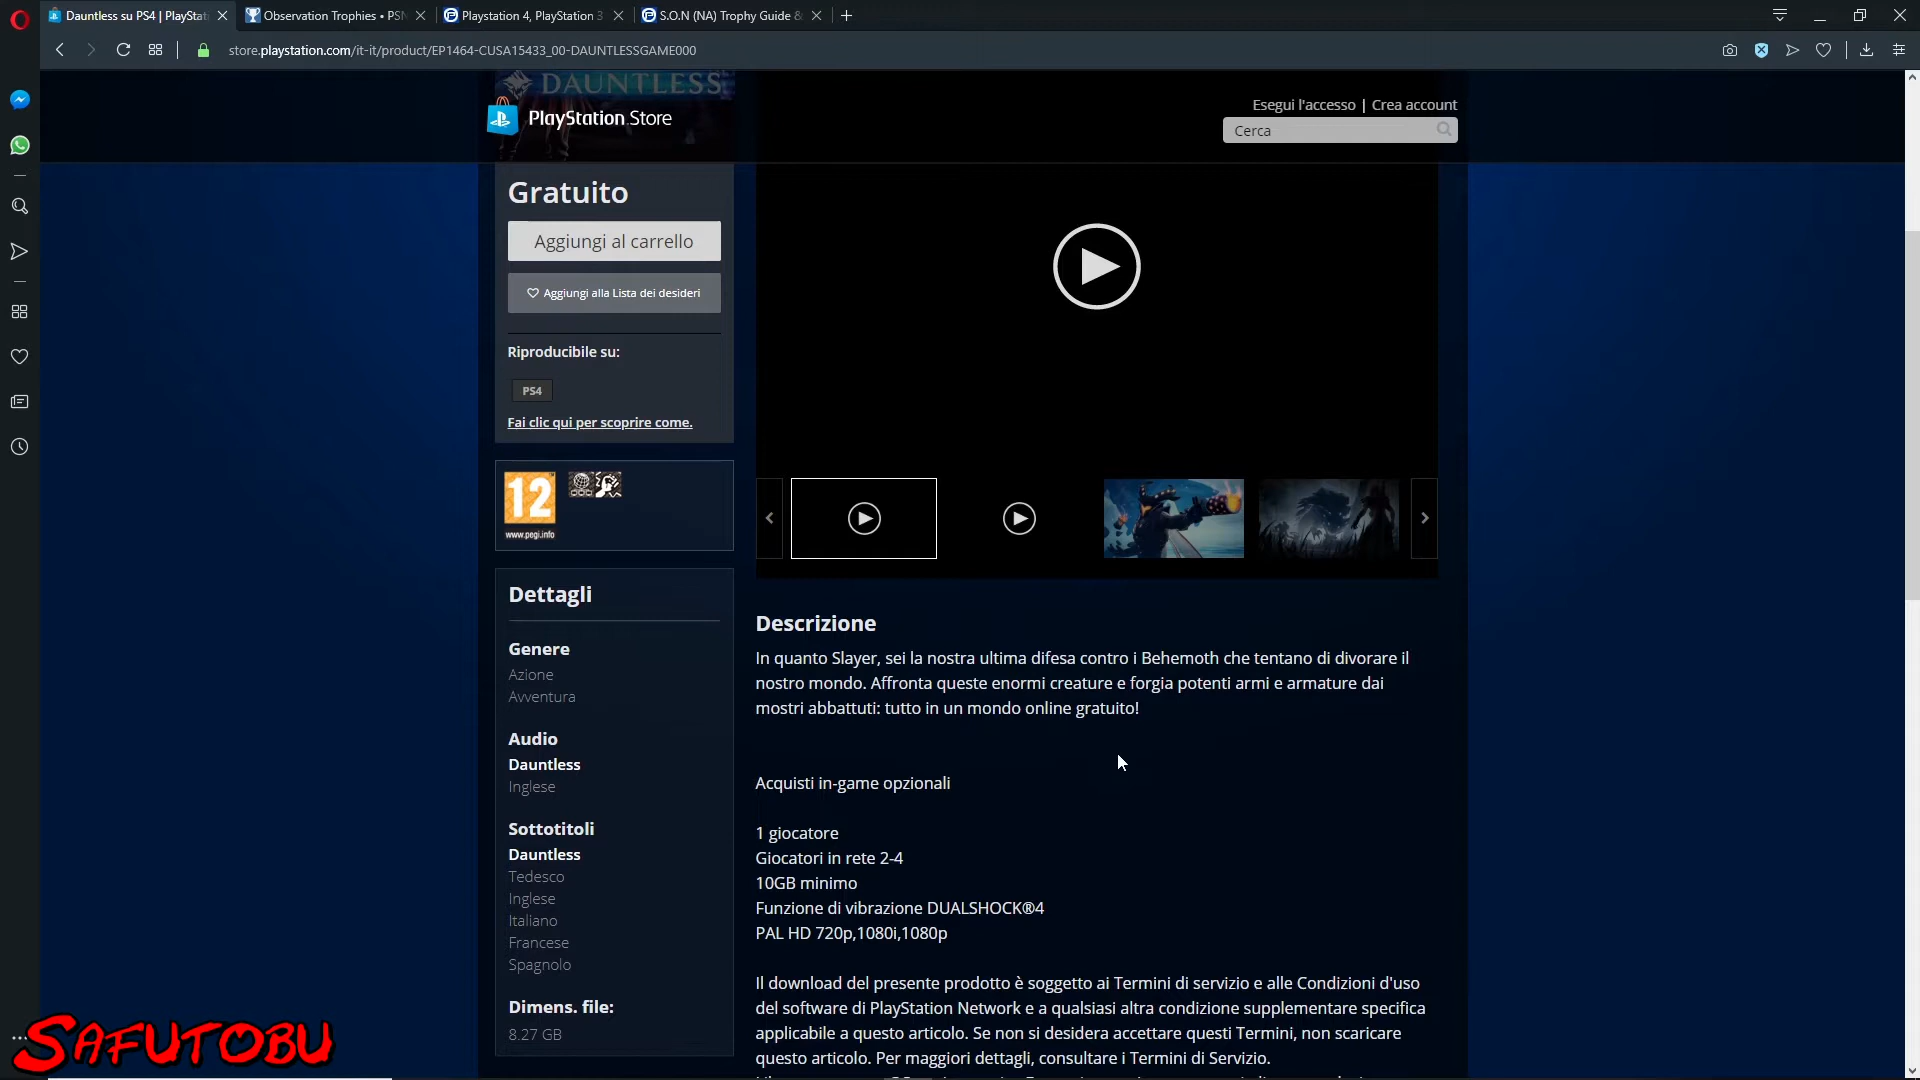 Dauntless su PS4 | PlayStat
Observation Trophies • PSN
Playstation 4, PlayStation 3
S.O.N (NA) Trophy Guide &
store.playstation.com/it-it/product/EP1464-CUSA15433_00-DAUNTLESSGAME000
DAUNTLESS
PlayStation Store
Esegui l'accesso | Crea account
Cerca
Gratuito
Aggiungi al carrello
Aggiungi alla Lista dei desideri
Riproducibile su:
PS4
Fai clic qui per scoprire come.
12
www.pegi.info
Dettagli
Genere
Azione
Avventura
Audio
Dauntless
Inglese
Sottotitoli
Dauntless
Tedesco
Inglese
Italiano
Francese
Spagnolo
Dimens. file:
8.27 GB
Descrizione
In quanto Slayer, sei la nostra ultima difesa contro i Behemoth che tentano di divorare il
nostro mondo. Affronta queste enormi creature e forgia potenti armi e armature dai
mostri abbattuti: tutto in un mondo online gratuito!
Acquisti in-game opzionali
1 giocatore
Giocatori in rete 2-4
10GB minimo
Funzione di vibrazione DUALSHOCK®4
PAL HD 720p,1080i,1080p
Il download del presente prodotto è soggetto ai Termini di servizio e alle Condizioni d'uso
del software di PlayStation Network e a qualsiasi altra condizione supplementare specifica
applicabile a questo articolo. Se non si desidera accettare questi Termini, non scaricare
questo articolo. Per maggiori dettagli, consultare i Termini di Servizio.
SAFUTOBU